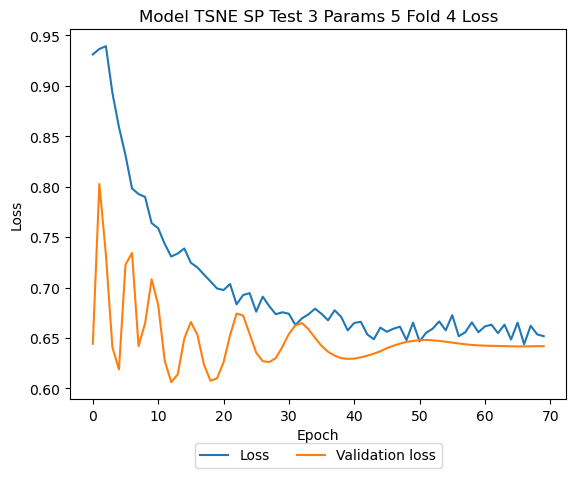 Model TSNE SP Test 3 Params 5 Fold 4 Loss
0.95
0.90
0.85
0.80
0.75
0.70
0.65
0.60
Loss
0 10 20 30 40 50 60 70
Epoch
Loss Validation loss